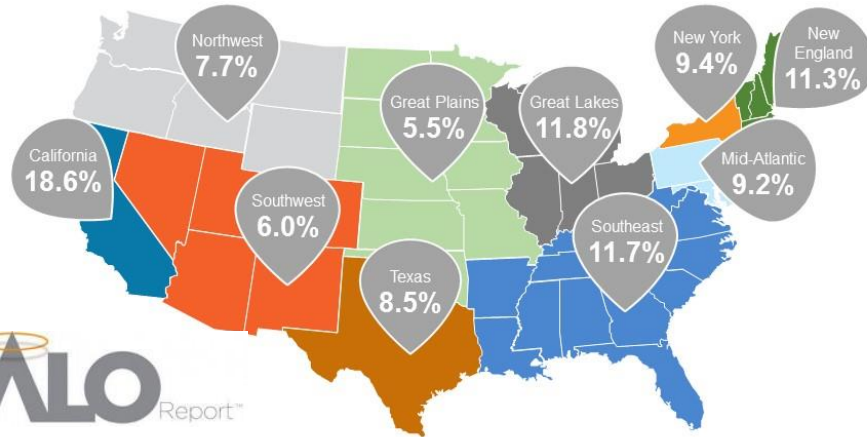 Northwest
7.7%
New York
9.4%
New
England
11.3%
Great Plains
5.5%
Great Lakes
11.8%
California
18.6%
Mid-Atlantic
9.2%
Southwest
6.0%
Southeast
11.7%
Texas
8.5%
ALO
Report™